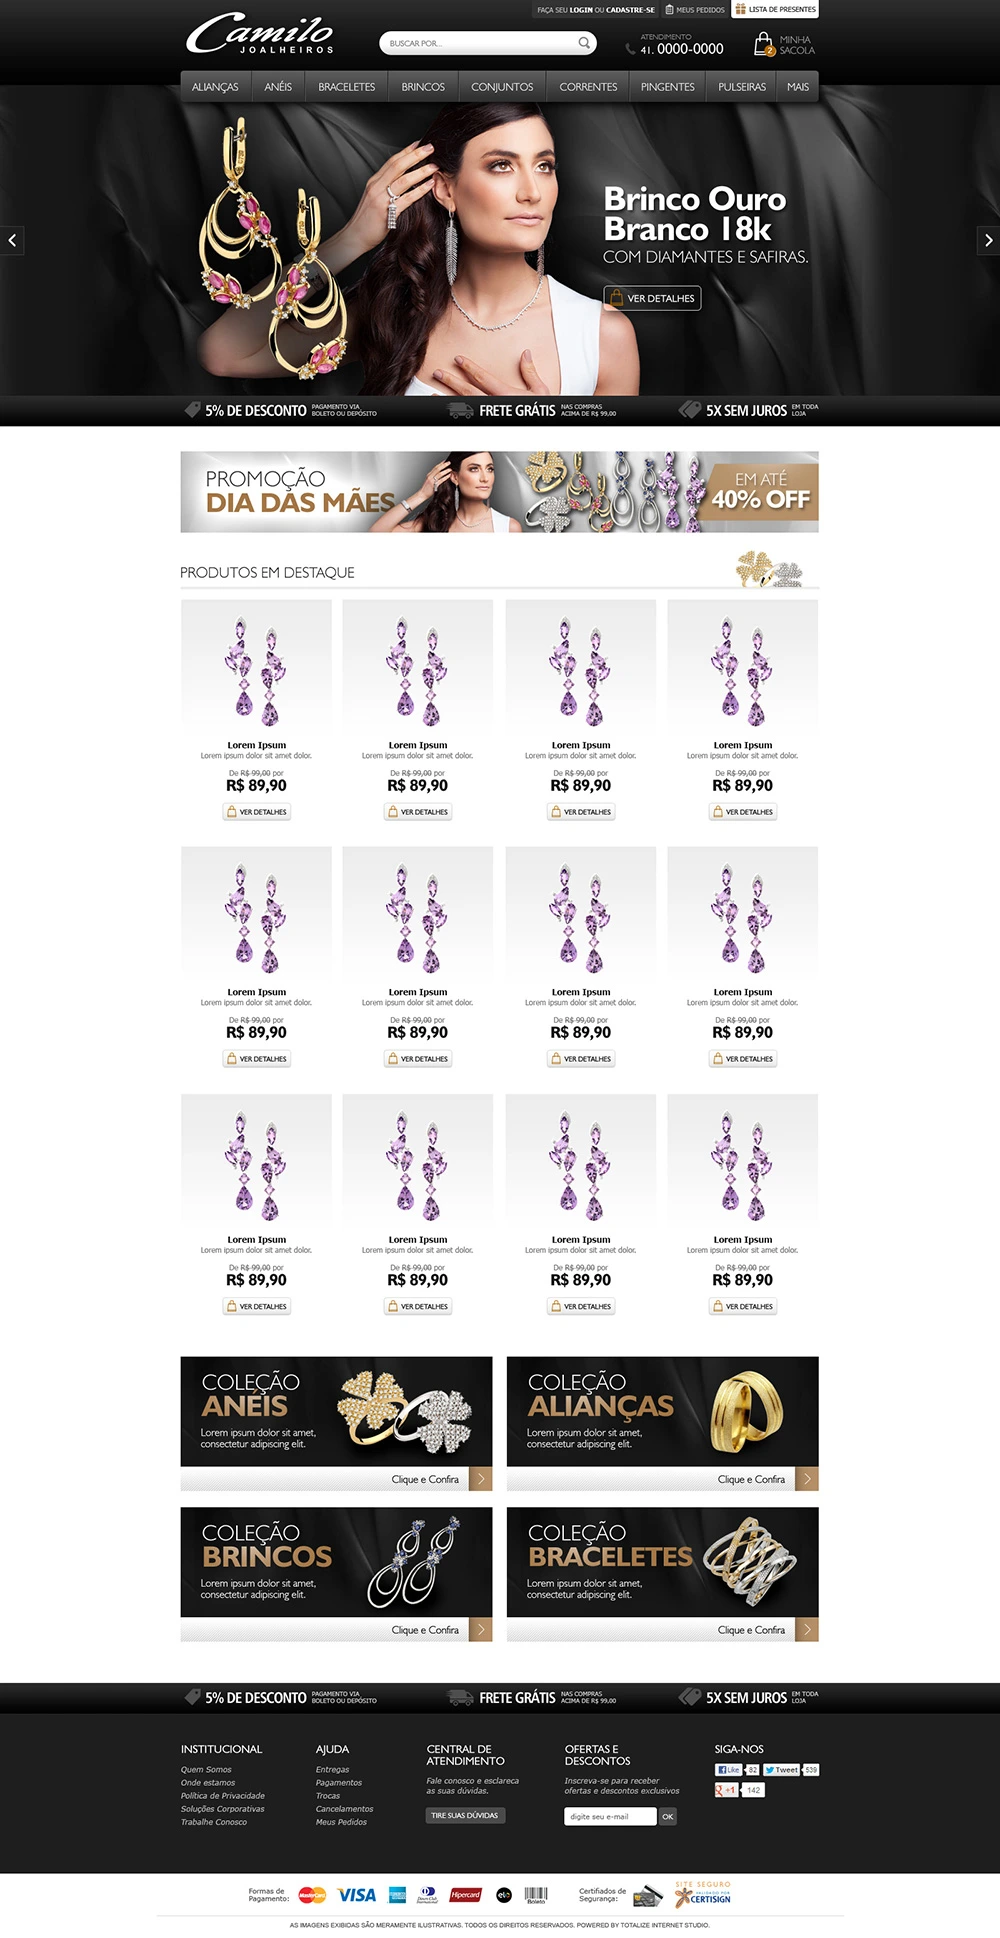 FAÇA SEU LOGIN OU CADASTRE-SE
MEUS PEDIDOS
LISTA DE PRESENTES
Camilo
JOALHEIROS
BUSCAR POR...
ATENDIMENTO
41. 0000-0000
MINHA
SACOLA
2
ALIANÇAS
ANÉIS
BRACELETES
BRINCOS
CONJUNTOS
CORRENTES
PINGENTES
PULSEIRAS
MAIS
Brinco Ouro
Branco 18k
COM DIAMANTES E SAFIRAS.
VER DETALHES
5% DE DESCONTO
PAGAMENTO VIA
BOLETO OU DEPÓSITO
FRETE GRÁTIS
NAS COMPRAS
ACIMA DE R$ 99,00
5X SEM JUROS
EM TODA
LOJA
PROMOÇÃO
DIA DAS MÃES
EM ATÉ
40% OFF
PRODUTOS EM DESTAQUE
Lorem Ipsum
Lorem ipsum dolor sit amet dolor.
De R$ 99,00 por
R$ 89,90
VER DETALHES
Lorem Ipsum
Lorem ipsum dolor sit amet dolor.
De R$ 99,00 por
R$ 89,90
VER DETALHES
Lorem Ipsum
Lorem ipsum dolor sit amet dolor.
De R$ 99,00 por
R$ 89,90
VER DETALHES
Lorem Ipsum
Lorem ipsum dolor sit amet dolor.
De R$ 99,00 por
R$ 89,90
VER DETALHES
Lorem Ipsum
Lorem ipsum dolor sit amet dolor.
De R$ 99,00 por
R$ 89,90
VER DETALHES
Lorem Ipsum
Lorem ipsum dolor sit amet dolor.
De R$ 99,00 por
R$ 89,90
VER DETALHES
Lorem Ipsum
Lorem ipsum dolor sit amet dolor.
De R$ 99,00 por
R$ 89,90
VER DETALHES
Lorem Ipsum
Lorem ipsum dolor sit amet dolor.
De R$ 99,00 por
R$ 89,90
VER DETALHES
Lorem Ipsum
Lorem ipsum dolor sit amet dolor.
De R$ 99,00 por
R$ 89,90
VER DETALHES
Lorem Ipsum
Lorem ipsum dolor sit amet dolor.
De R$ 99,00 por
R$ 89,90
VER DETALHES
Lorem Ipsum
Lorem ipsum dolor sit amet dolor.
De R$ 99,00 por
R$ 89,90
VER DETALHES
Lorem Ipsum
Lorem ipsum dolor sit amet dolor.
De R$ 99,00 por
R$ 89,90
VER DETALHES
COLEÇÃO
ANÉIS
Lorem ipsum dolor sit amet,
consectetur adipiscing elit.
Clique e Confira
COLEÇÃO
ALIANÇAS
Lorem ipsum dolor sit amet,
consectetur adipiscing elit.
Clique e Confira
COLEÇÃO
BRINCOS
Lorem ipsum dolor sit amet,
consectetur adipiscing elit.
Clique e Confira
COLEÇÃO
BRACELETES
Lorem ipsum dolor sit amet,
consectetur adipiscing elit.
Clique e Confira
5% DE DESCONTO
PAGAMENTO VIA
BOLETO OU DEPÓSITO
FRETE GRÁTIS
NAS COMPRAS
ACIMA DE R$ 99,00
5X SEM JUROS
EM TODA
LOJA
INSTITUCIONAL
Quem Somos
Onde estamos
Política de Privacidade
Soluções Corporativas
Trabalhe Conosco
AJUDA
Entregas
Pagamentos
Trocas
Cancelamentos
Meus Pedidos
CENTRAL DE
ATENDIMENTO
Fale conosco e esclareca
as suas dúvidas.
TIRE SUAS DÚVIDAS
OFERTAS E
DESCONTOS
Inscreva-se para receber
ofertas e descontos exclusivos
digite seu e-mail
OK
SIGA-NOS
Like
82
Tweet
539
+1
142
Formas de
Pagamento:
MasterCard
VISA
Diners Club
International
Hipercard
elo
Boleto
Certifiados de
Segurança:
SITE SEGURO
VALIDADO POR
CERTISIGN
AS IMAGENS EXIBIDAS SÃO MERAMENTE ILUSTRATIVAS. TODOS OS DIREITOS RESERVADOS. POWERED BY TOTALIZE INTERNET STUDIO.